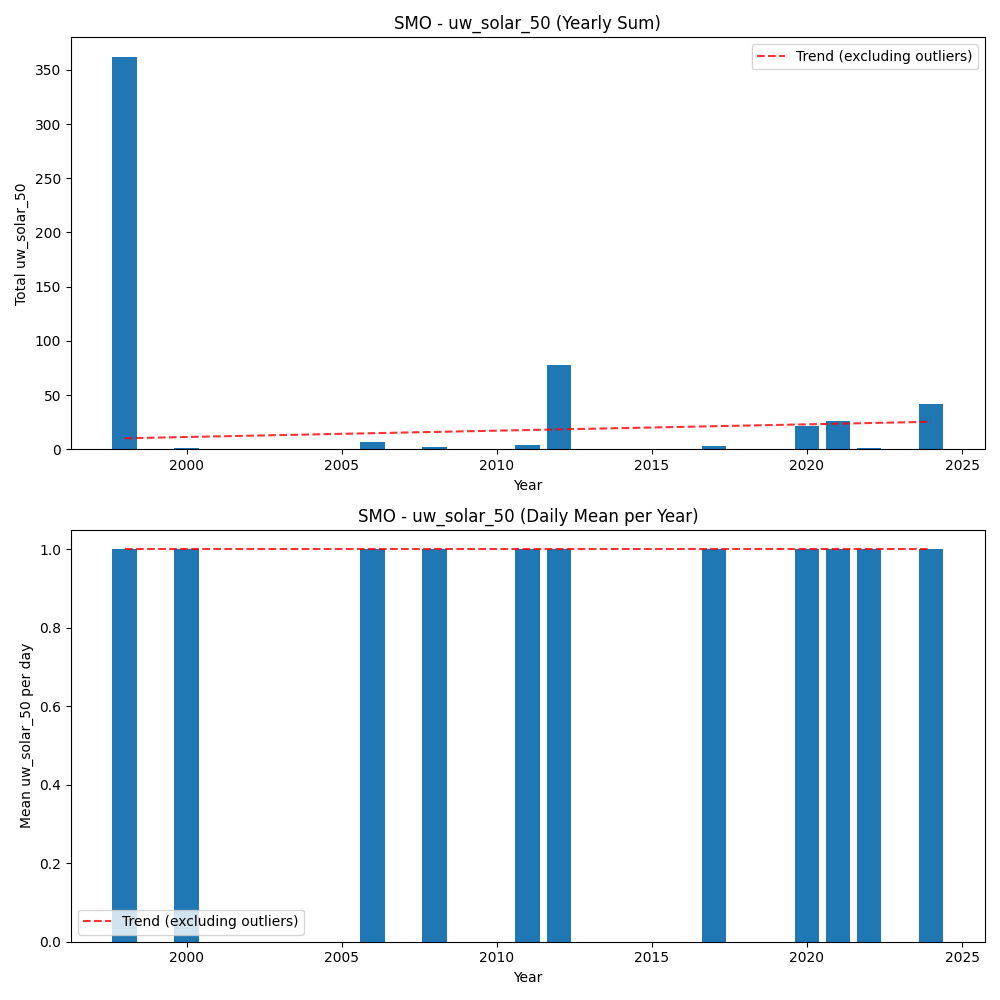 SMO - uw_solar_50 (Yearly Sum)
Trend (excluding outliers)
Total uw_solar_50
350
300
250
200
150
100
50
0
2000 2005 2010 2015 2020 2025
Year
SMO - uw_solar_50 (Daily Mean per Year)
Mean uw_solar_50 per day
1.0
0.8
0.6
0.4
0.2
0.0
Trend (excluding outliers)
2000 2005 2010 2015 2020 2025
Year